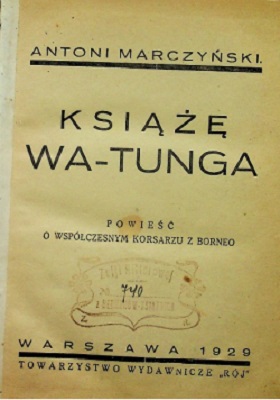 ANTONI MARCZYŃSKI.
KSIĄŻĘ
WA-TUNGA
POWIEŚĆ
O WSPÓŁCZESNYM KORSARZU Z BORNEO
740
WARSZAWA 1929
TOWARZYSTWO WYDAWNICZE „RÓJ"